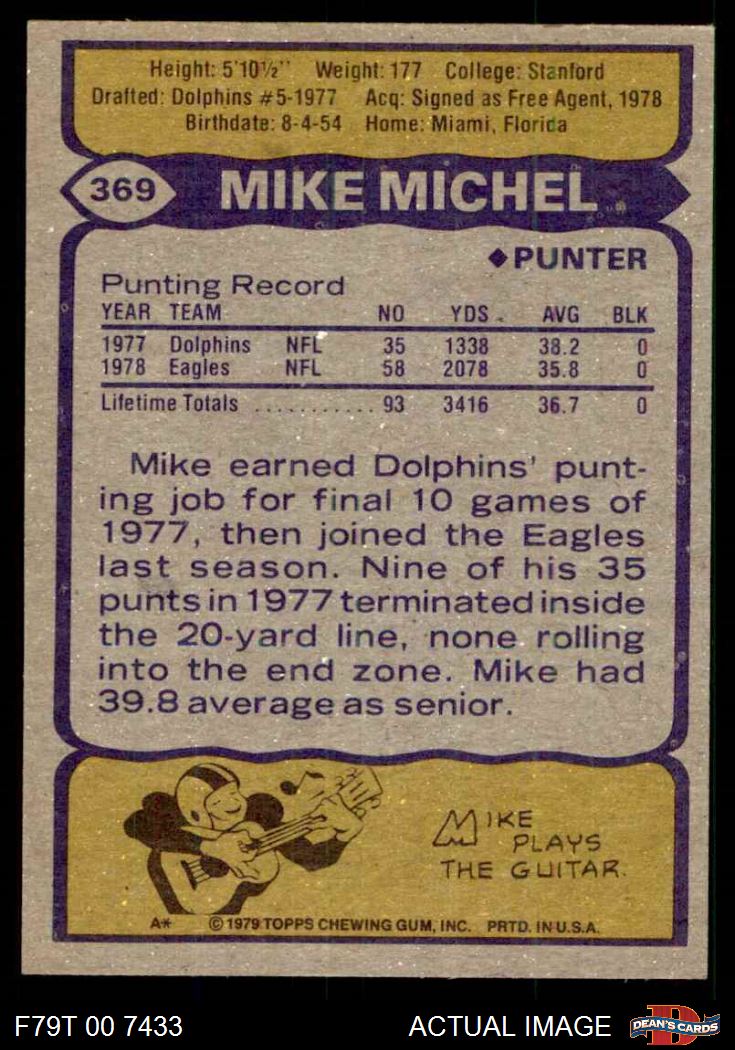 Height: 5'10½" Weight: 177 College: Stanford
Drafted: Dolphins #5-1977 Acq: Signed as Free Agent, 1978
Birthdate: 8-4-54 Home: Miami, Florida
369 MIKE MICHEL
◆PUNTER
Punting Record
YEAR TEAM NO YDS. AVG BLK
1977 Dolphins NFL 35 1338 38.2 0
1978 Eagles NFL 58 2078 35.8 0
Lifetime Totals ........... 93 3416 36.7 0
Mike earned Dolphins' punt-
ing job for final 10 games of
1977, then joined the Eagles
last season. Nine of his 35
punts in 1977 terminated inside
the 20-yard line, none rolling
into the end zone. Mike had
39.8 average as senior.
MIKE
PLAYS
THE GUITAR.
A* © 1979 TOPPS CHEWING GUM, INC. PRTD. IN U.S.A.
F79T 00 7433 ACTUAL IMAGE D DEAN'S CARDS